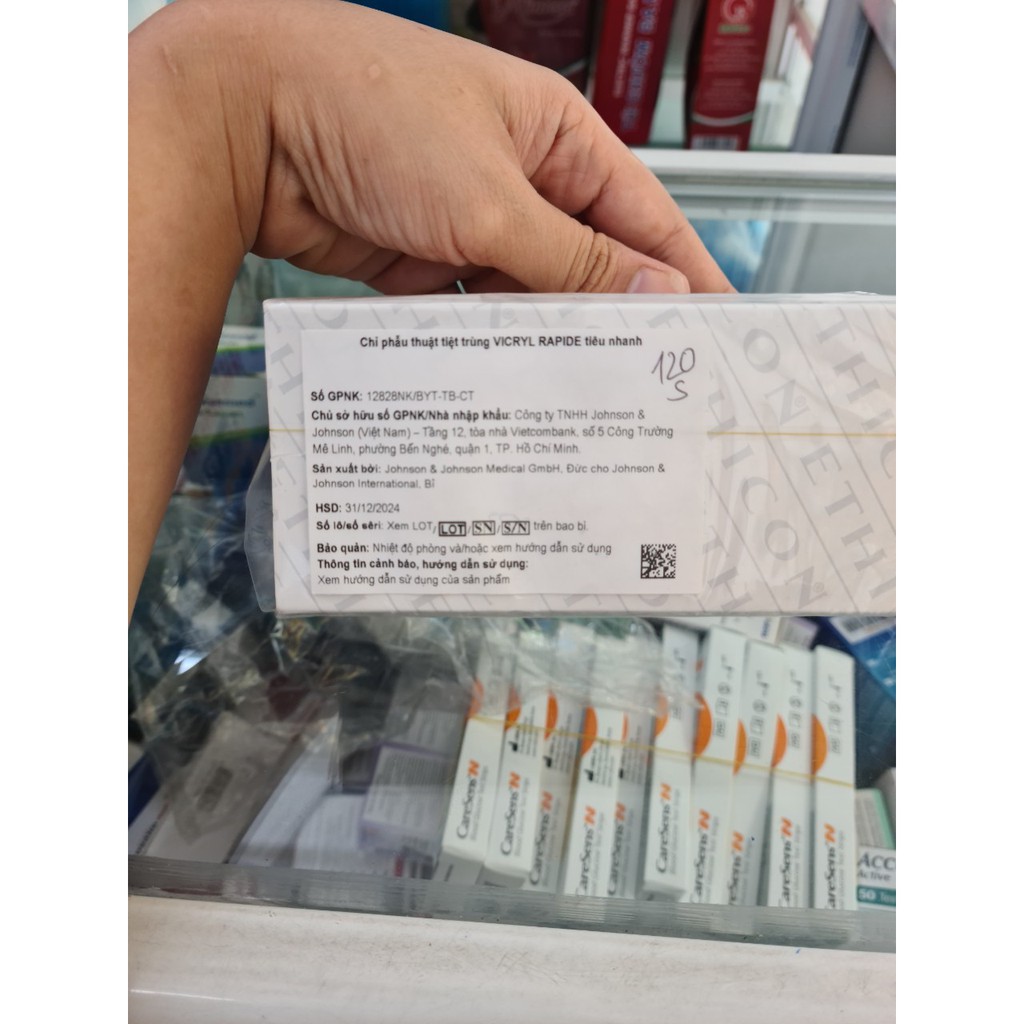 Chỉ phẫu thuật tiệt trùng VICRYL RAPIDE tiêu nhanh
120
S
Số GPNK: 12828NK/BYT-TB-CT
Chủ sở hữu số GPNK/Nhà nhập khẩu: Công ty TNHH Johnson &
Johnson (Việt Nam) – Tầng 12, tòa nhà Vietcombank, số 5 Công Trường
Mê Linh, phường Bến Nghé, quận 1, TP. Hồ Chí Minh.
Sản xuất bởi: Johnson & Johnson Medical GmbH, Đức cho Johnson &
Johnson International, Bỉ
HSD: 31/12/2024
Số lô/số sêri: Xem LOT, LOT / SN / S/N trên bao bì.
Bảo quản: Nhiệt độ phòng và/hoặc xem hướng dẫn sử dụng
Thông tin cảnh báo, hướng dẫn sử dụng:
Xem hướng dẫn sử dụng của sản phẩm
ETHICON
CareSens N
CareSens N
CareSens N
CareSens N
CareSens N
CareSens N
CareSens N
CareSens N
ACC
Active
50